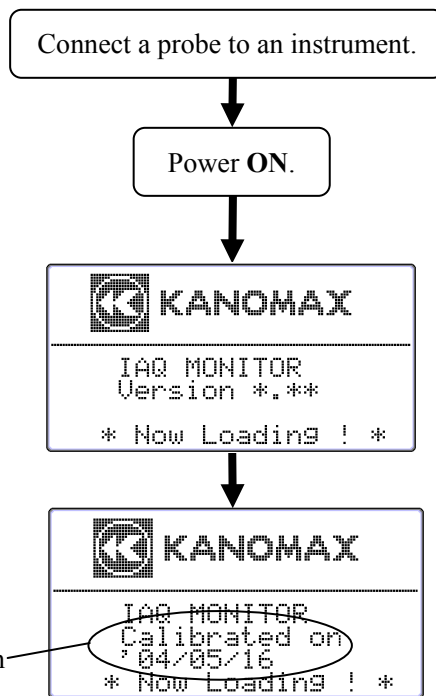 Connect a probe to an instrument.
Power ON.
KANOMAX
IAQ MONITOR
Version *.**
* Now Loading ! *
KANOMAX
IAQ MONITOR
Calibrated on
'04/05/16
* Now Loading ! *